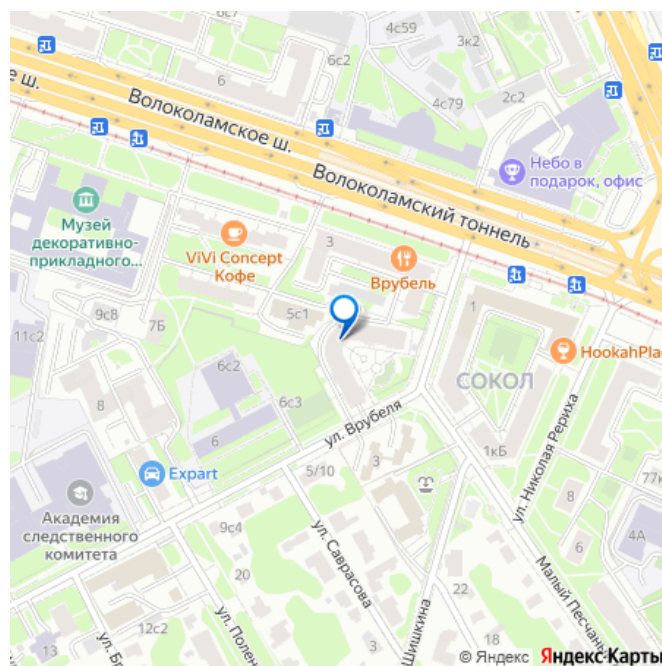 6с7
4с59
3к2
6с2
6
2с2
4с79
е ш.
Волоколамское ш.
Небо в
подарок, офис
Волоколамский тоннель
Музей
декоративно-
прикладного...
ViVi Concept
Кофе
3
Врубель
9с8
7Б
5с1
1
11с2
HookahPla
6с2
СОКОЛ
8
6с3
6
ул. Врубеля
1кБ
ул. Николая Рериха
77к
Expart
5/10
3
3
8
Академия
следственного
комитета
9с4
4А
6
ул. Саврасова
Малый Песчан
20
22
12с2
ул. Полен
Шишкина
18
13
ул. Б
© Яндекс Яндекс Карты